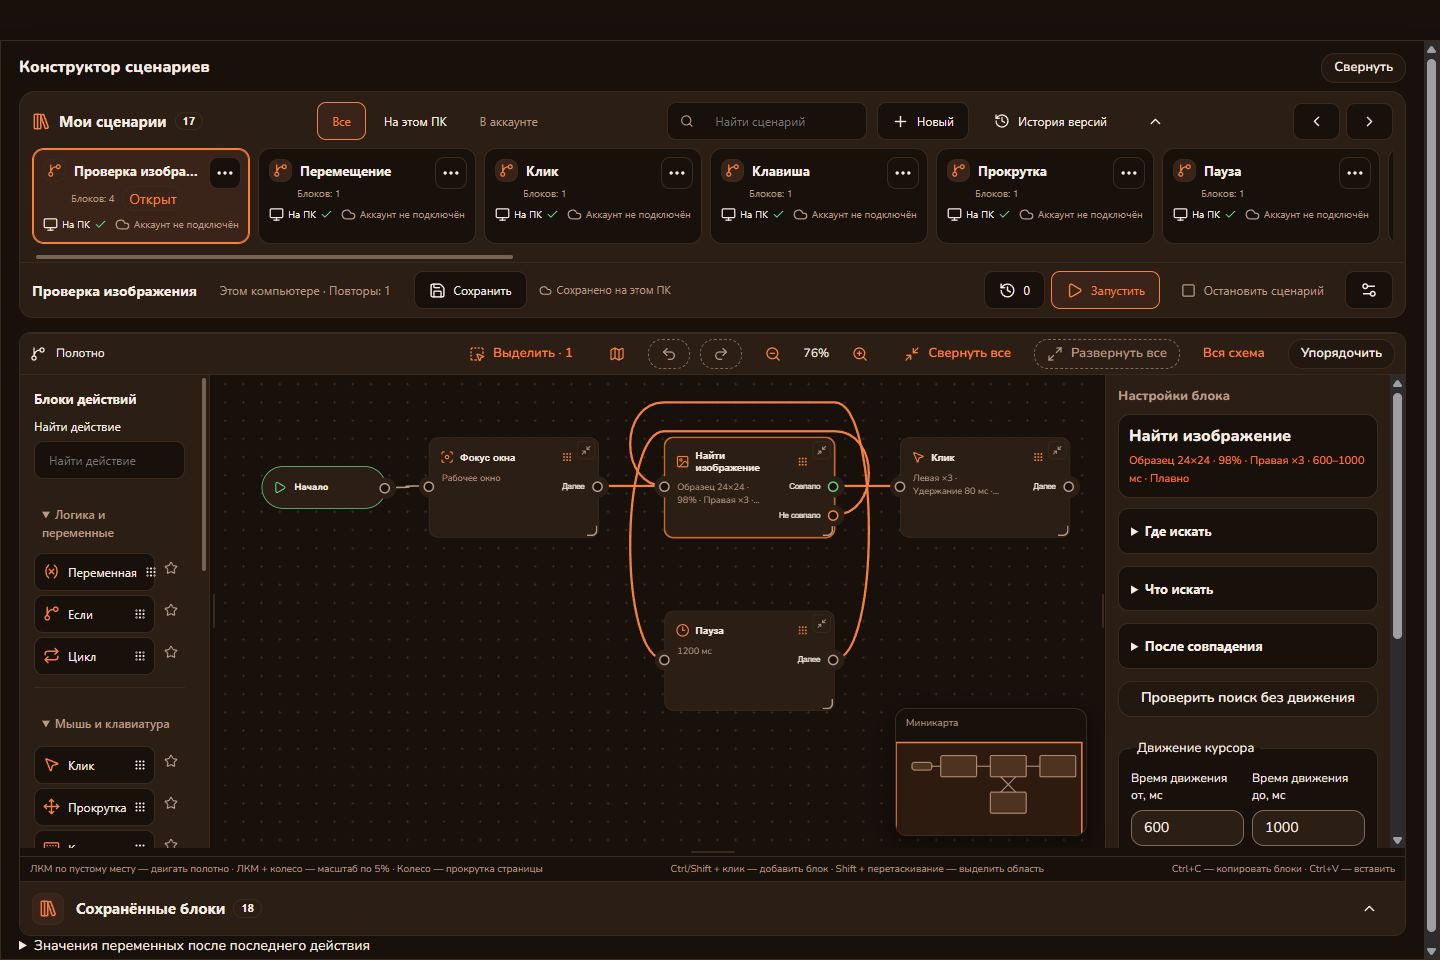 Конструктор сценариев
Свернуть
Мои сценарии 17
Все На этом ПК В аккаунте
Найти сценарий
Новый
История версий
Проверка изобра...
Блоков: 4 Открыт
На ПК Аккаунт не подключён
Перемещение
Блоков: 1
На ПК Аккаунт не подключён
Клик
Блоков: 1
На ПК Аккаунт не подключён
Клавиша
Блоков: 1
На ПК Аккаунт не подключён
Прокрутка
Блоков: 1
На ПК Аккаунт не подключён
Пауза
Блоков: 1
На ПК Аккаунт не подключён
Проверка изображения Этом компьютере · Повторы: 1 Сохранить Сохранено на этом ПК 0 Запустить Остановить сценарий
Полотно Выделить · 1 76% Свернуть все Развернуть все Вся схема Упорядочить
Блоки действий
Найти действие
Найти действие
▼ Логика и
переменные
Переменная
Если
Цикл
▼ Мышь и клавиатура
Клик
Прокрутка
Начало
Фокус окна
Рабочее окно
Далее
Найти
изображение
Образец 24×24 ·
98% · Правая ×3 ·...
Совпало
Не совпало
Клик
Левая ×3 ·
Удержание 80 мс ·...
Далее
Пауза
1200 мс
Далее
Миникарта
Настройки блока
Найти изображение
Образец 24×24 · 98% · Правая ×3 · 600–1000
мс · Плавно
▶ Где искать
▶ Что искать
▶ После совпадения
Проверить поиск без движения
Движение курсора
Время движения
от, мс
Время движения
до, мс
600
1000
ЛКМ по пустому месту — двигать полотно · ЛКМ + колесо — масштаб по 5% · Колесо — прокрутка страницы
Ctrl/Shift + клик — добавить блок · Shift + перетаскивание — выделить область
Ctrl+C — копировать блоки · Ctrl+V — вставить
Сохранённые блоки 18
▶ Значения переменных после последнего действия